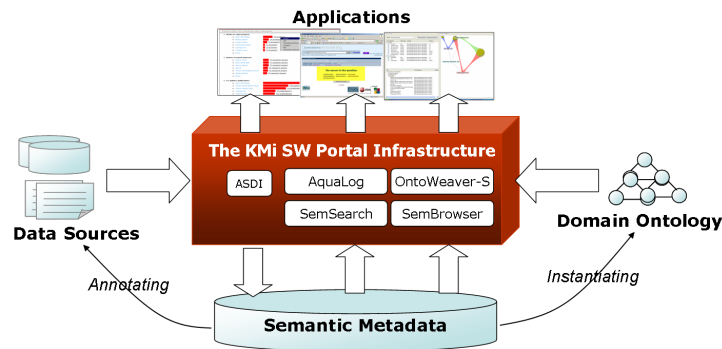 Applications
The KMi SW Portal Infrastructure
ASDI
AquaLog
OntoWeaver-S
SemSearch
SemBrowser
Data Sources
Domain Ontology
Annotating
Instantiating
Semantic Metadata